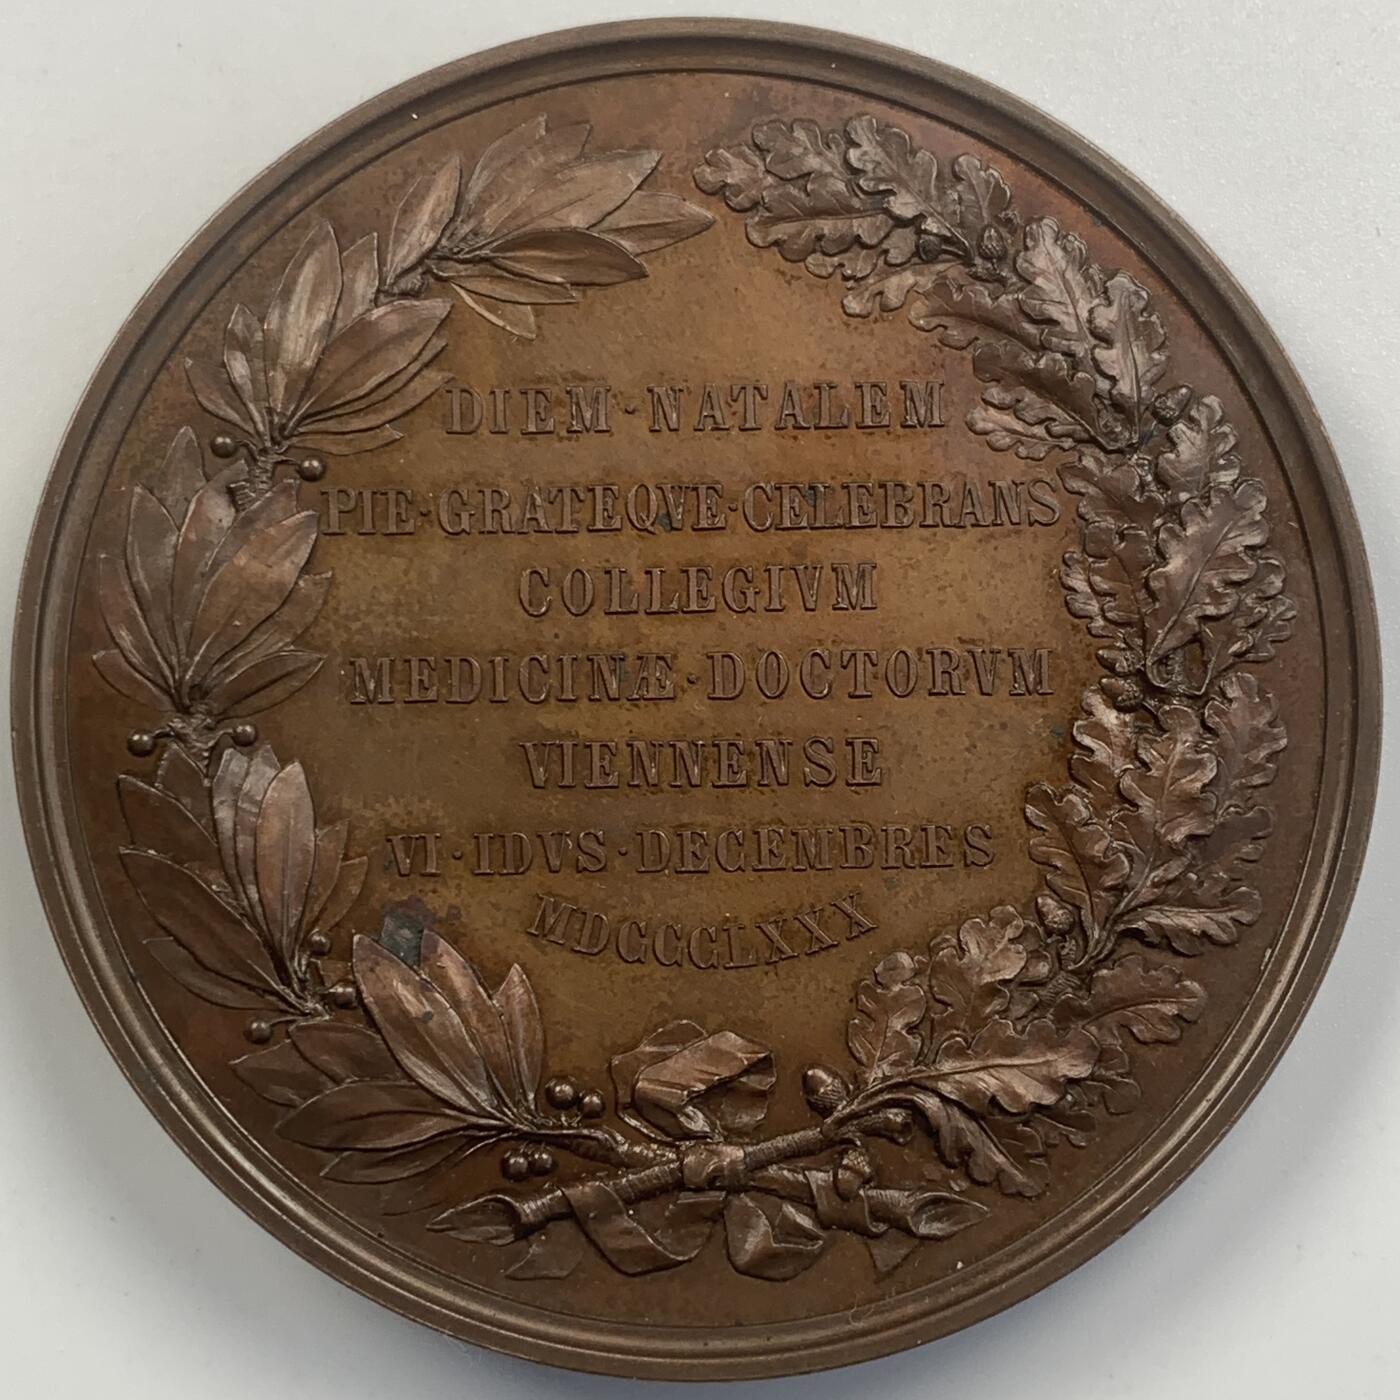 DIEM · NATALEM
PIE · GRATEQVE · CELEBRANS
COLLEGIVM
MEDICINÆ · DOCTORVM
VIENNENSE
VI · IDVS · DECEMBRES
MDCCCLXXX